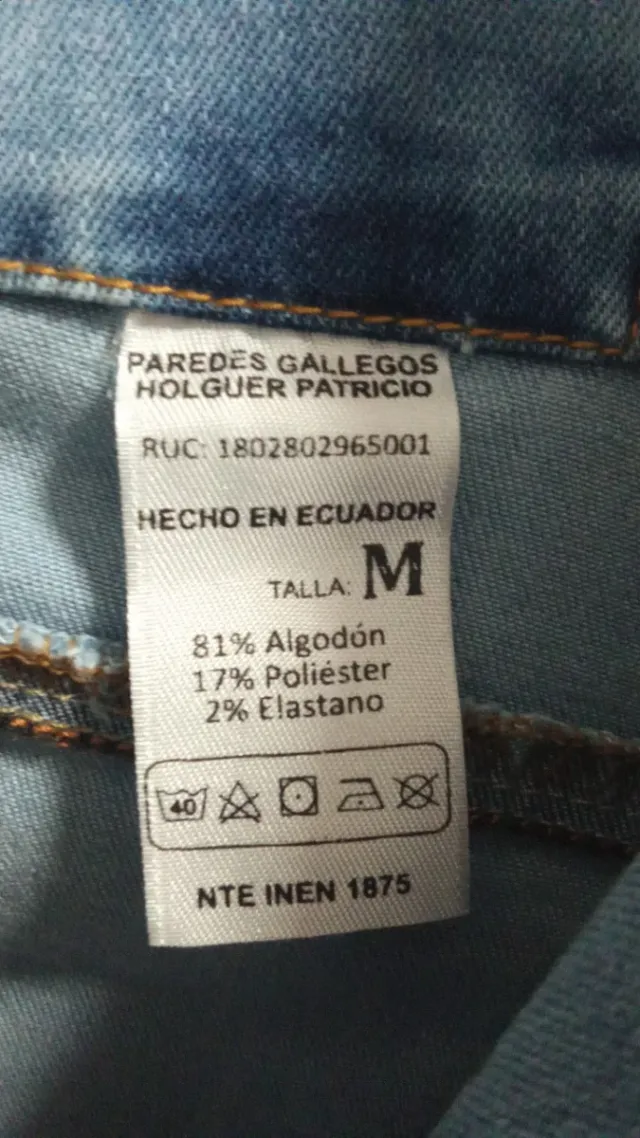 PAREDES GALLEGOS
HOLGUER PATRICIO
RUC: 1802802965001
HECHO EN ECUADOR
TALLA: M
81% Algodón
17% Poliéster
2% Elastano
40
NTE INEN 1875